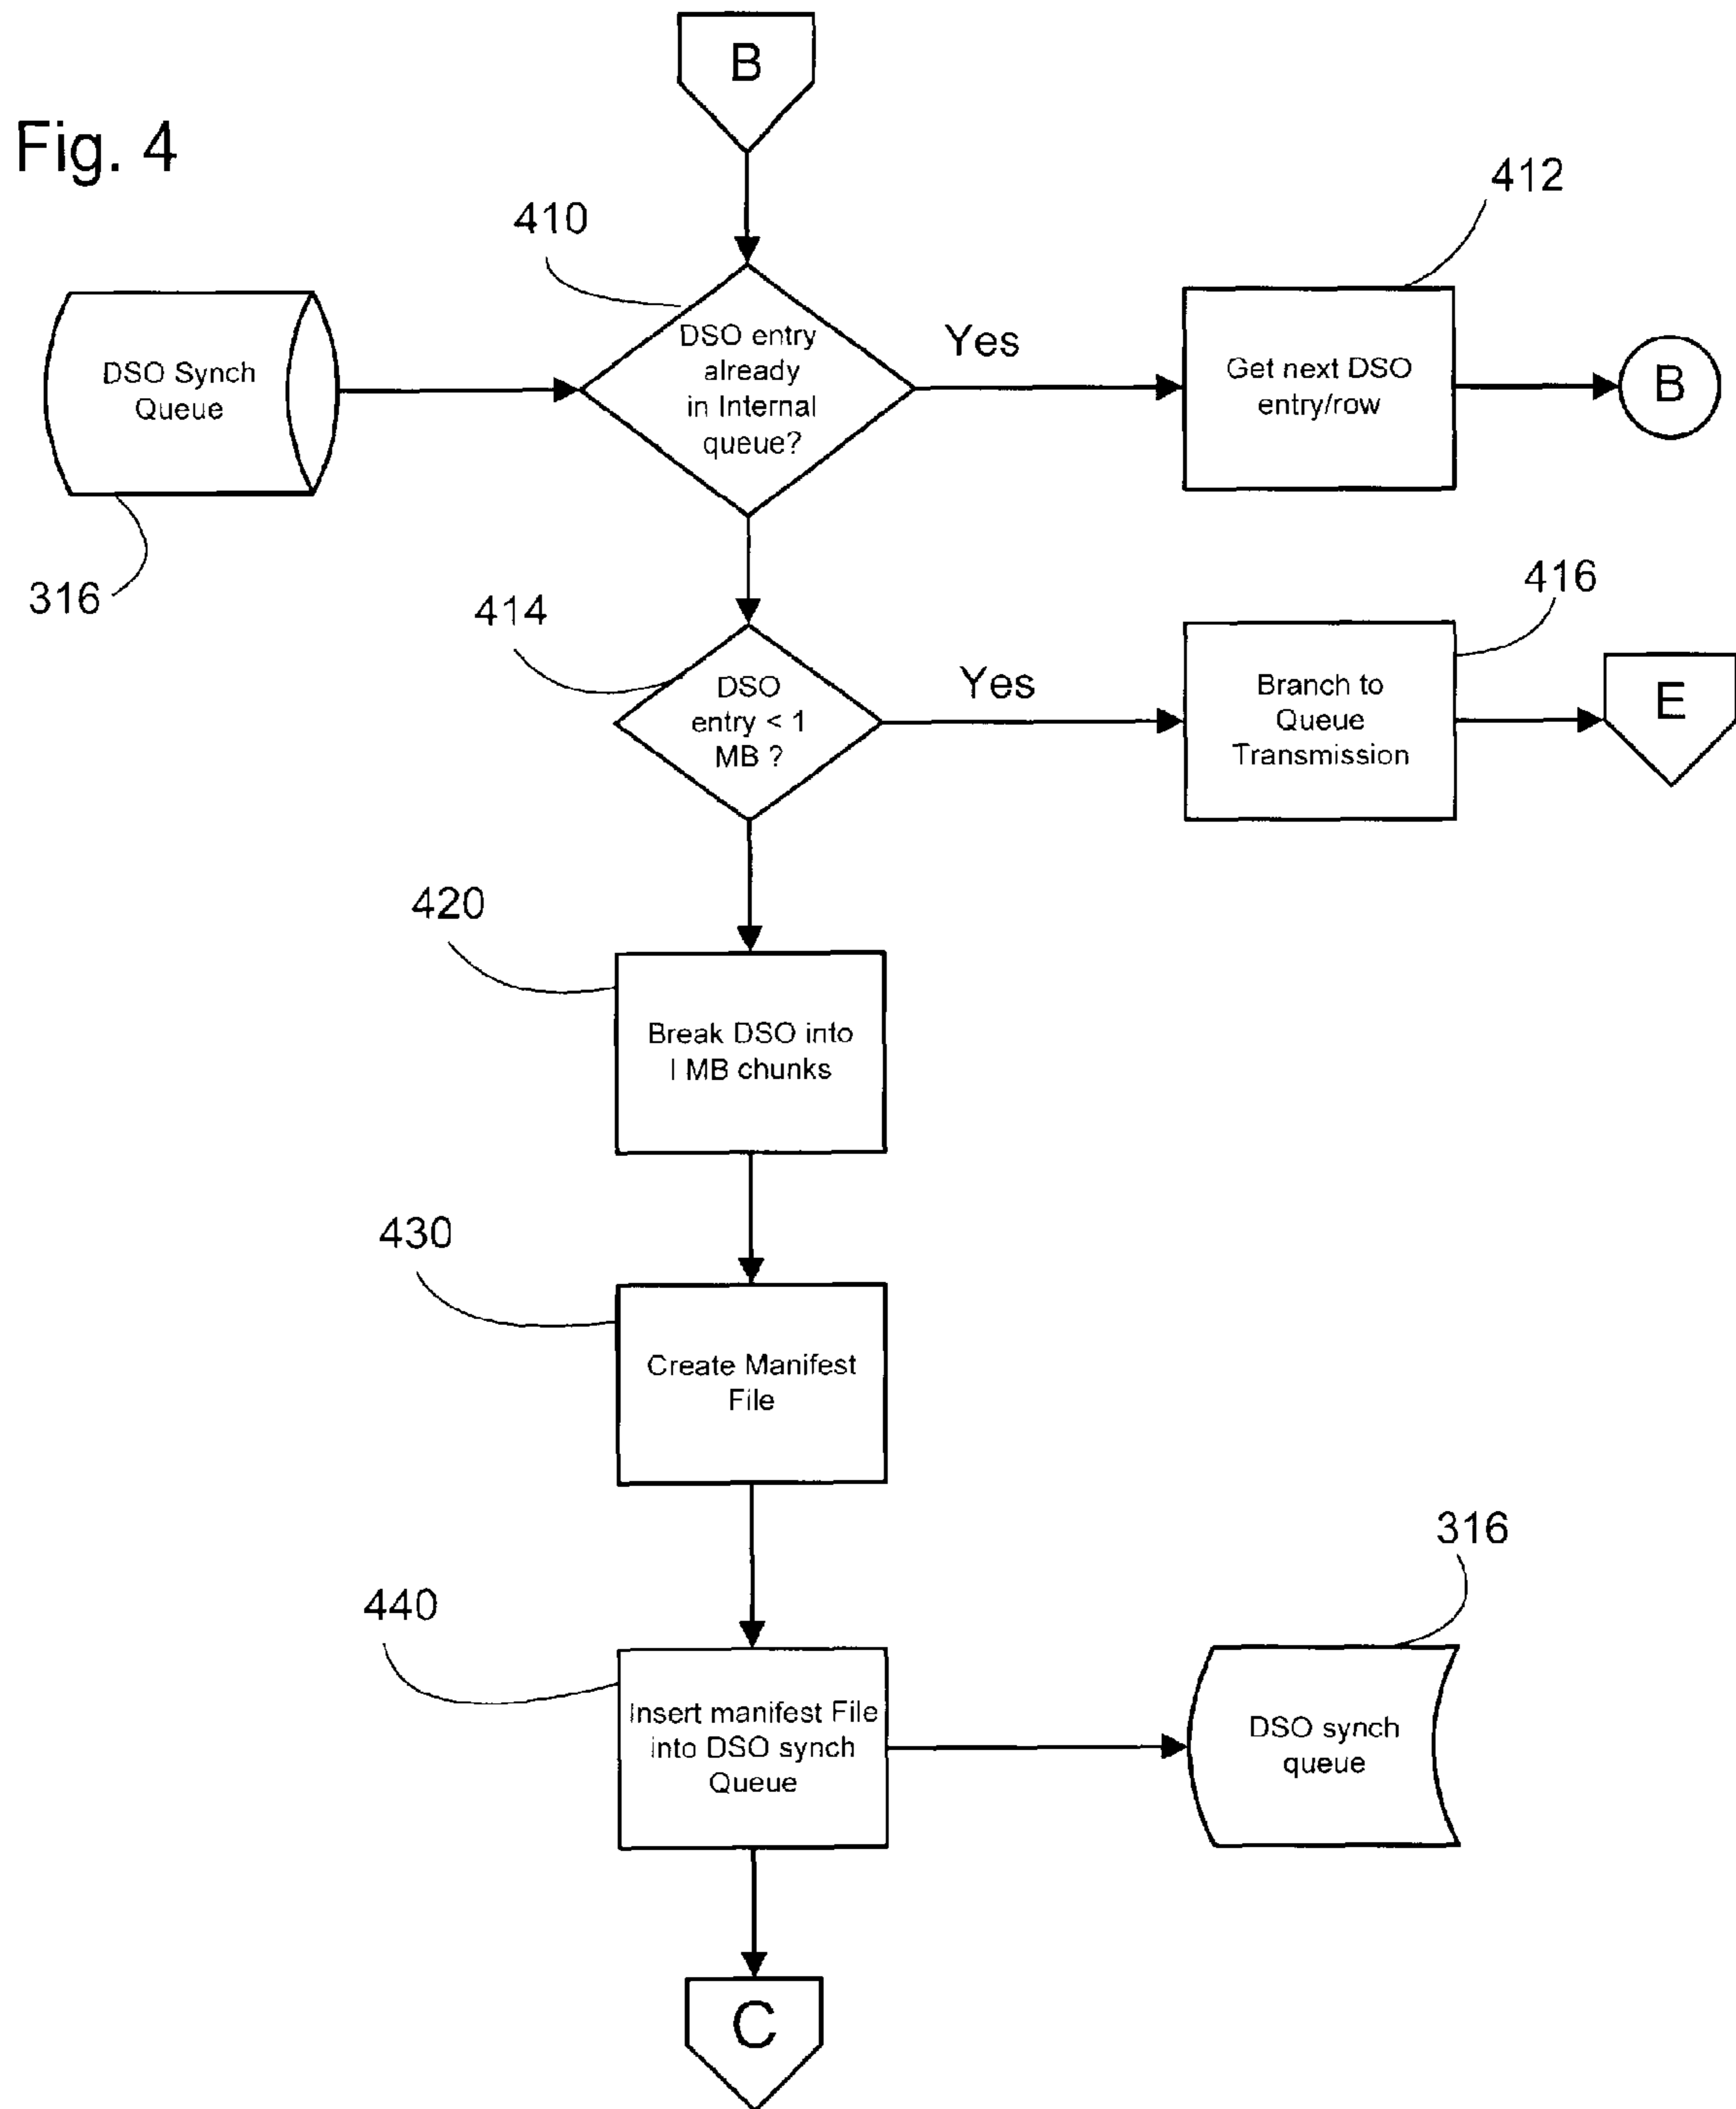 B
Fig. 4
412
410
DSO Synch
Queue
DSO entry
already
in Internal
queue?
Yes
Get next DSO
entry/row
B
316
414
416
DSO
entry < 1
MB ?
Yes
Branch to
Queue
Transmission
E
420
Break DSO into
I MB chunks
430
Create Manifest
File
316
440
Insert manifest File
into DSO synch
Queue
DSO synch
queue
C